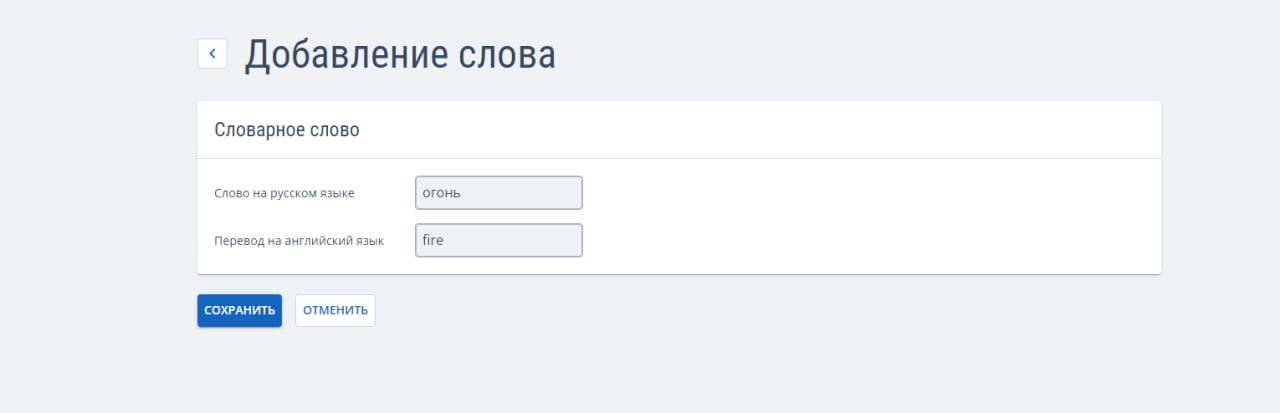 Добавление слова
Словарное слово
Слово на русском языке огонь
Перевод на английский язык fire
СОХРАНИТЬ ОТМЕНИТЬ